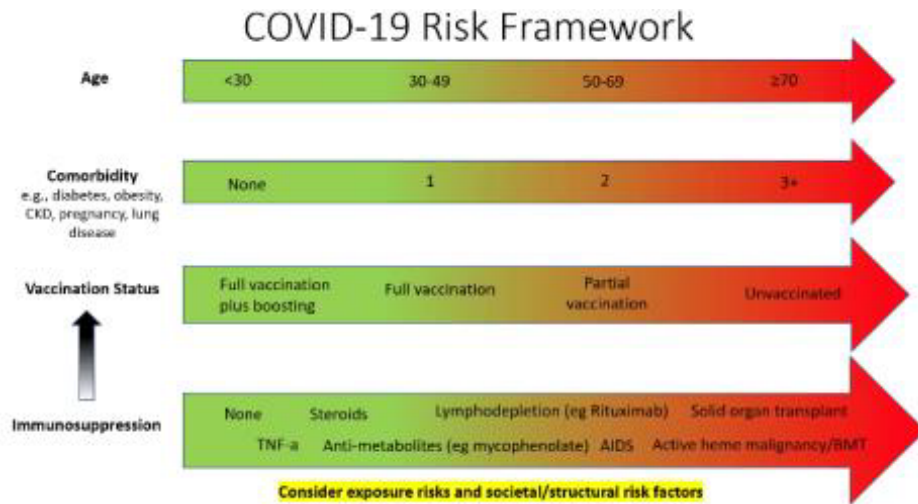 COVID-19 Risk Framework
Age
<30 30-49 50-69 ≥70
Comorbidity
e.g., diabetes, obesity,
CKD, pregnancy, lung
disease
None 1 2 3+
Vaccination Status
Full vaccination
plus boosting
Full vaccination
Partial
vaccination
Unvaccinated
Immunosuppression
None Steroids Lymphodepletion (eg Rituximab) Solid organ transplant
TNF-a Anti-metabolites (eg mycophenolate) AIDS Active heme malignancy/BMT
Consider exposure risks and societal/structural risk factors